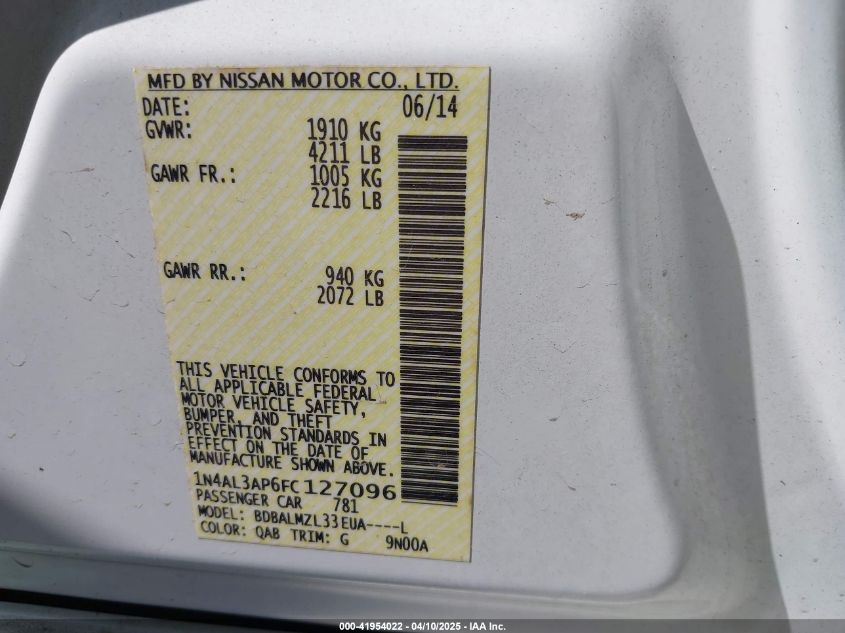 MFD BY NISSAN MOTOR CO., LTD.
DATE: 06/14
GVWR: 1910 KG
4211 LB
GAWR FR.: 1005 KG
2216 LB
GAWR RR.: 940 KG
2072 LB
THIS VEHICLE CONFORMS TO
ALL APPLICABLE FEDERAL
MOTOR VEHICLE SAFETY,
BUMPER, AND THEFT
PREVENTION STANDARDS IN
EFFECT ON THE DATE OF
MANUFACTURE SHOWN ABOVE.
1N4AL3AP6FC127096
PASSENGER CAR 781
MODEL: BDBALMZL33EUA----L
COLOR: QAB TRIM: G 9N00A
000-41954022 - 04/10/2025 - IAA Inc.